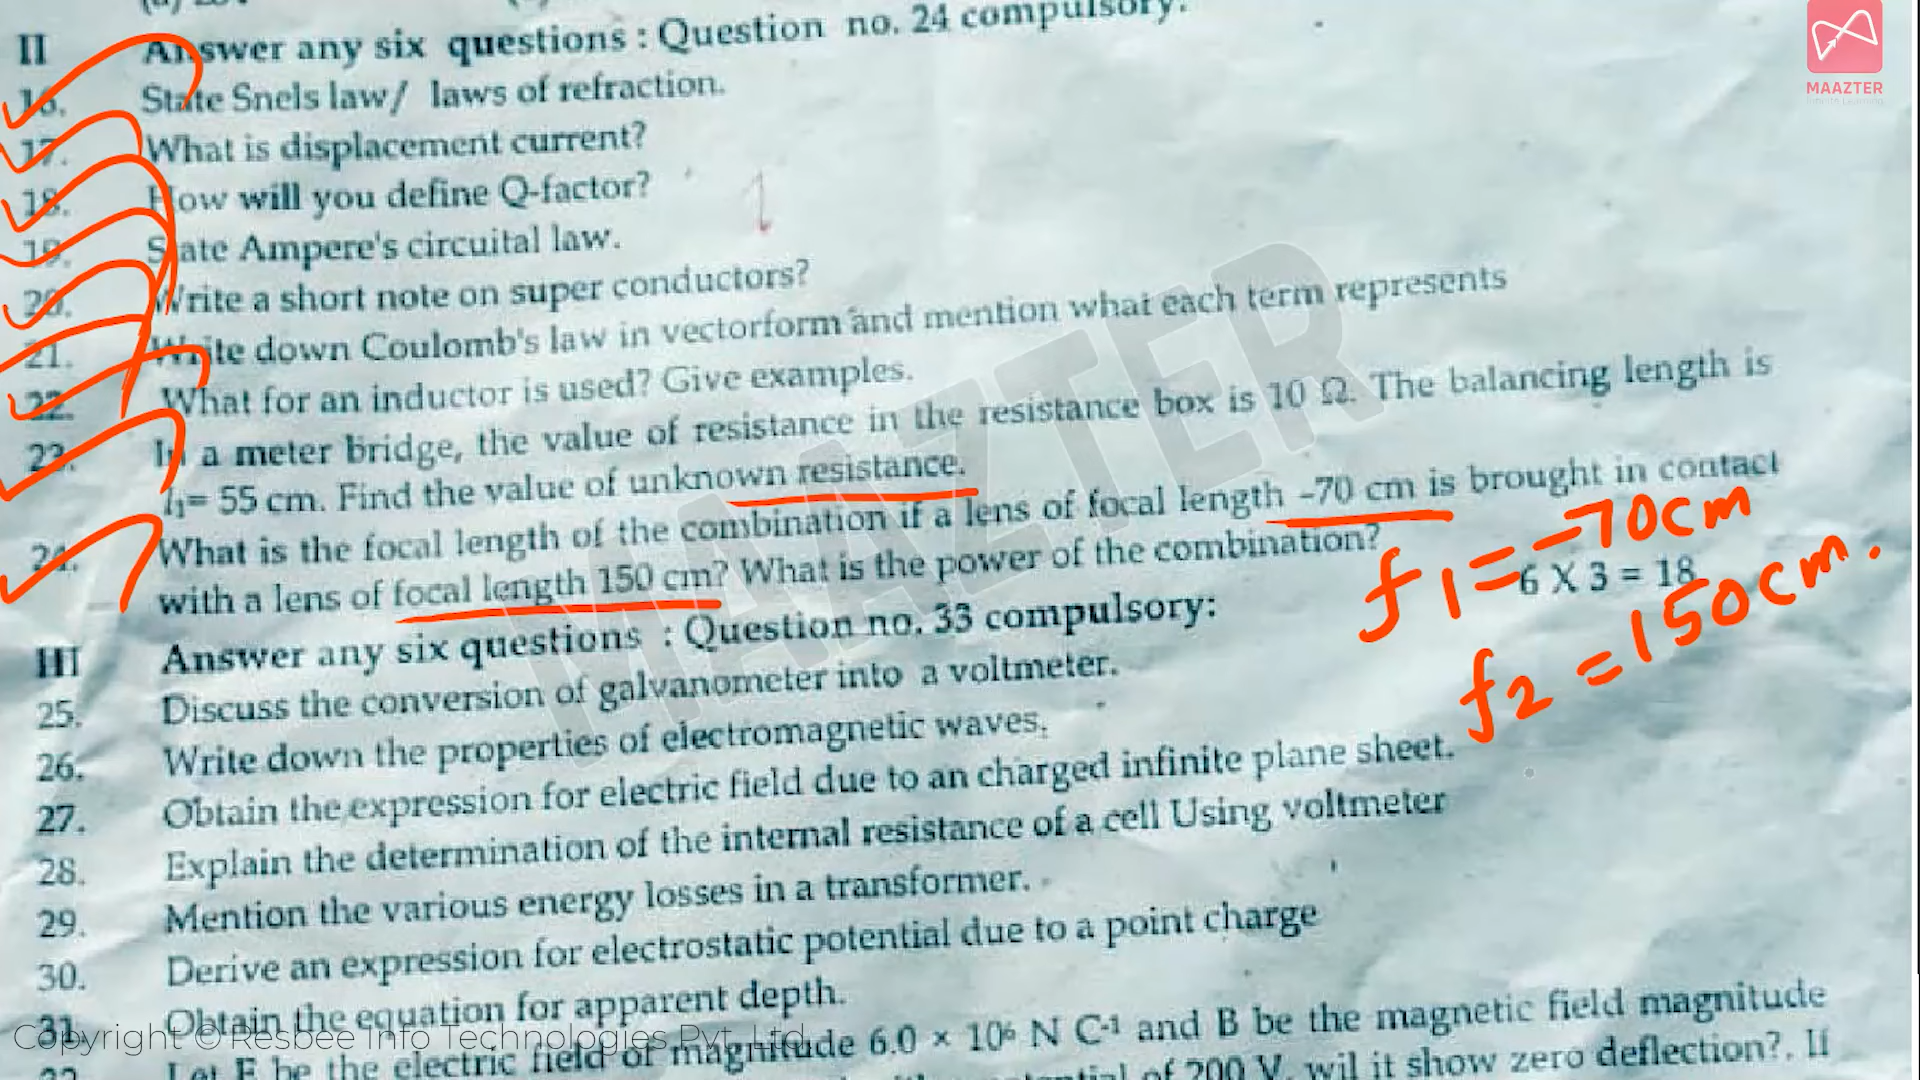 II Answer any six questions : Question no. 24 compulsory.
16. State Snels law/ laws of refraction.
17. What is displacement current?
18. How will you define Q-factor?
19. State Ampere's circuital law.
20. Write a short note on super conductors?
21. Write down Coulomb's law in vectorform and mention what each term represents
22. What for an inductor is used? Give examples.
23. In a meter bridge, the value of resistance in the resistance box is 10 Ω. The balancing length is
l₁= 55 cm. Find the value of unknown resistance.
24. What is the focal length of the combination if a lens of focal length -70 cm is brought in contact
with a lens of focal length 150 cm? What is the power of the combination?
f1=-70cm
6 X 3 = 18
f2 =150cm.
III Answer any six questions : Question no. 33 compulsory:
25. Discuss the conversion of galvanometer into a voltmeter.
26. Write down the properties of electromagnetic waves.
27. Obtain the expression for electric field due to an charged infinite plane sheet.
28. Explain the determination of the internal resistance of a cell Using voltmeter
29. Mention the various energy losses in a transformer.
30. Derive an expression for electrostatic potential due to a point charge
31. Obtain the equation for apparent depth.
Let E be the electric field of magnitude 6.0 × 10⁶ N C⁻¹ and B be the magnetic field magnitude
of 200 V, wil it show zero deflection?. If
MAAZTER
Infinite Learning
MAAZTER
Copyright © Resbee Info Technologies Pvt. Ltd.